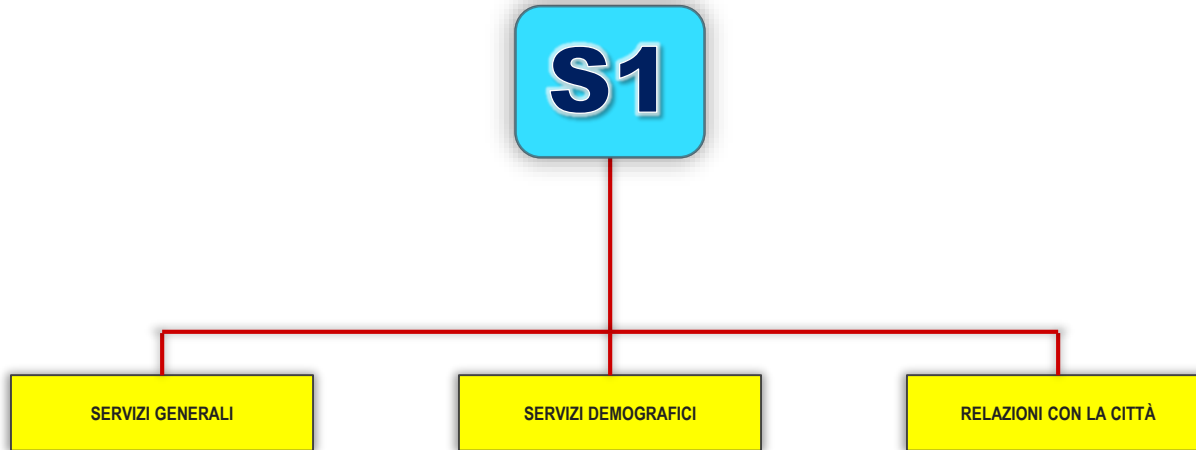 S1
SERVIZI GENERALI
SERVIZI DEMOGRAFICI
RELAZIONI CON LA CITTÀ